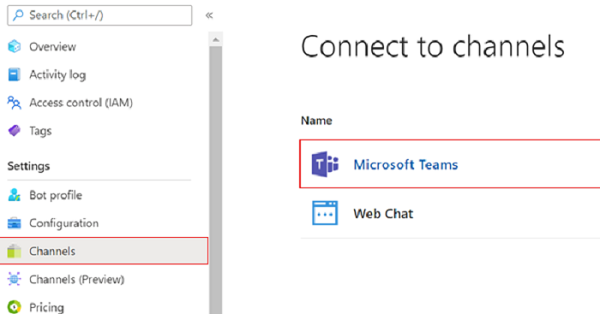 Search (Ctrl+/)
«
Overview
Activity log
Access control (IAM)
Tags
Settings
Bot profile
Configuration
Channels
Channels (Preview)
Pricing
Connect to channels
Name
Microsoft Teams
Web Chat